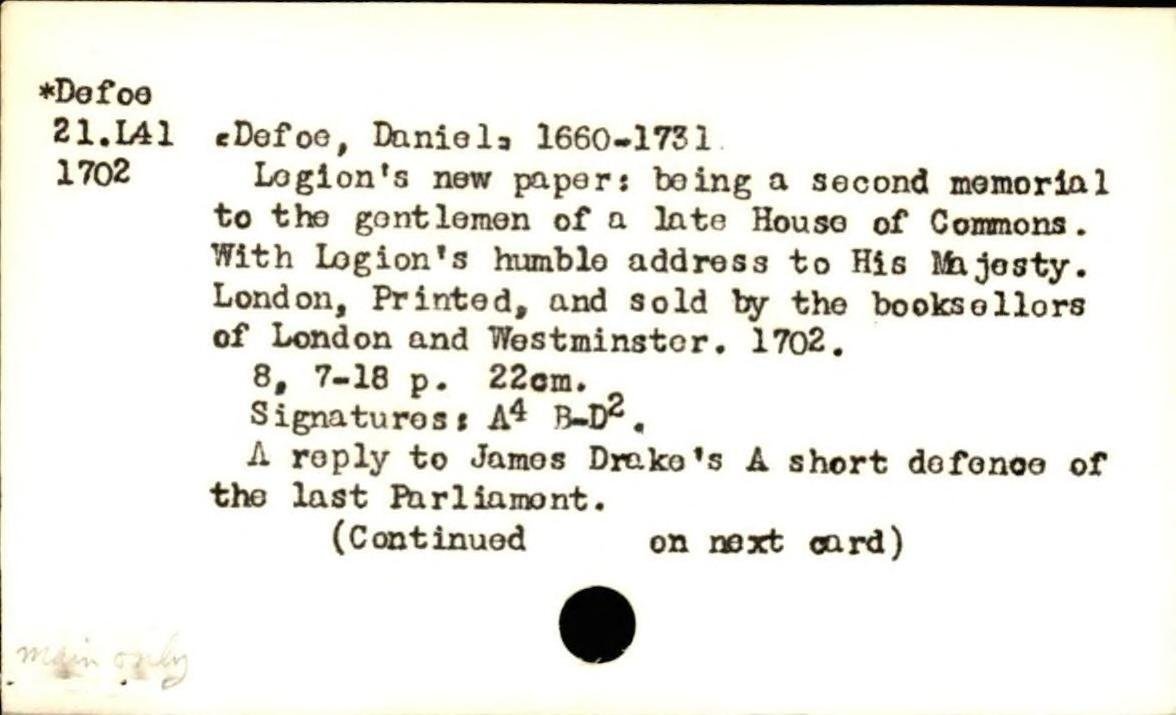 *Defoe
21.L41 Defoe, Daniel, 1660-1731.
1702 Legion's new paper: being a second memorial
to the gentlemen of a late House of Commons.
With Legion's humble address to His Majesty.
London, Printed, and sold by the booksellers
of London and Westminster. 1702.
8, 7-18 p. 22cm.
Signatures: A⁴ B-D².
A reply to James Drake's A short defence of
the last Parliament.
(Continued on next card)
main only